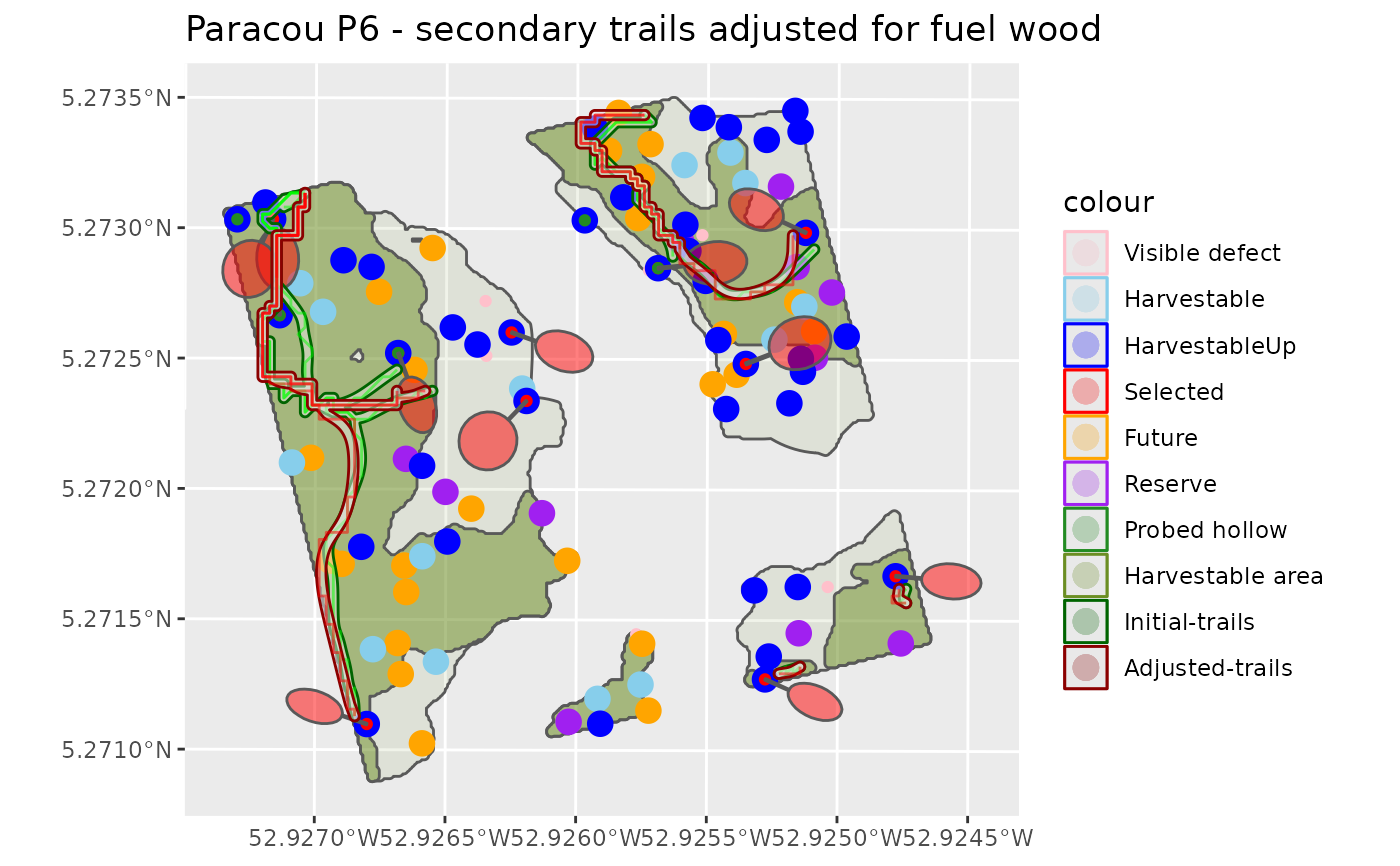 Paracou P6 - secondary trails adjusted for fuel wood
5.2735°N
5.2730°N
5.2725°N
5.2720°N
5.2715°N
5.2710°N
52.9270°W52.9265°W52.9260°W52.9255°W52.9250°W52.9245°W
colour
Visible defect
Harvestable
HarvestableUp
Selected
Future
Reserve
Probed hollow
Harvestable area
Initial-trails
Adjusted-trails